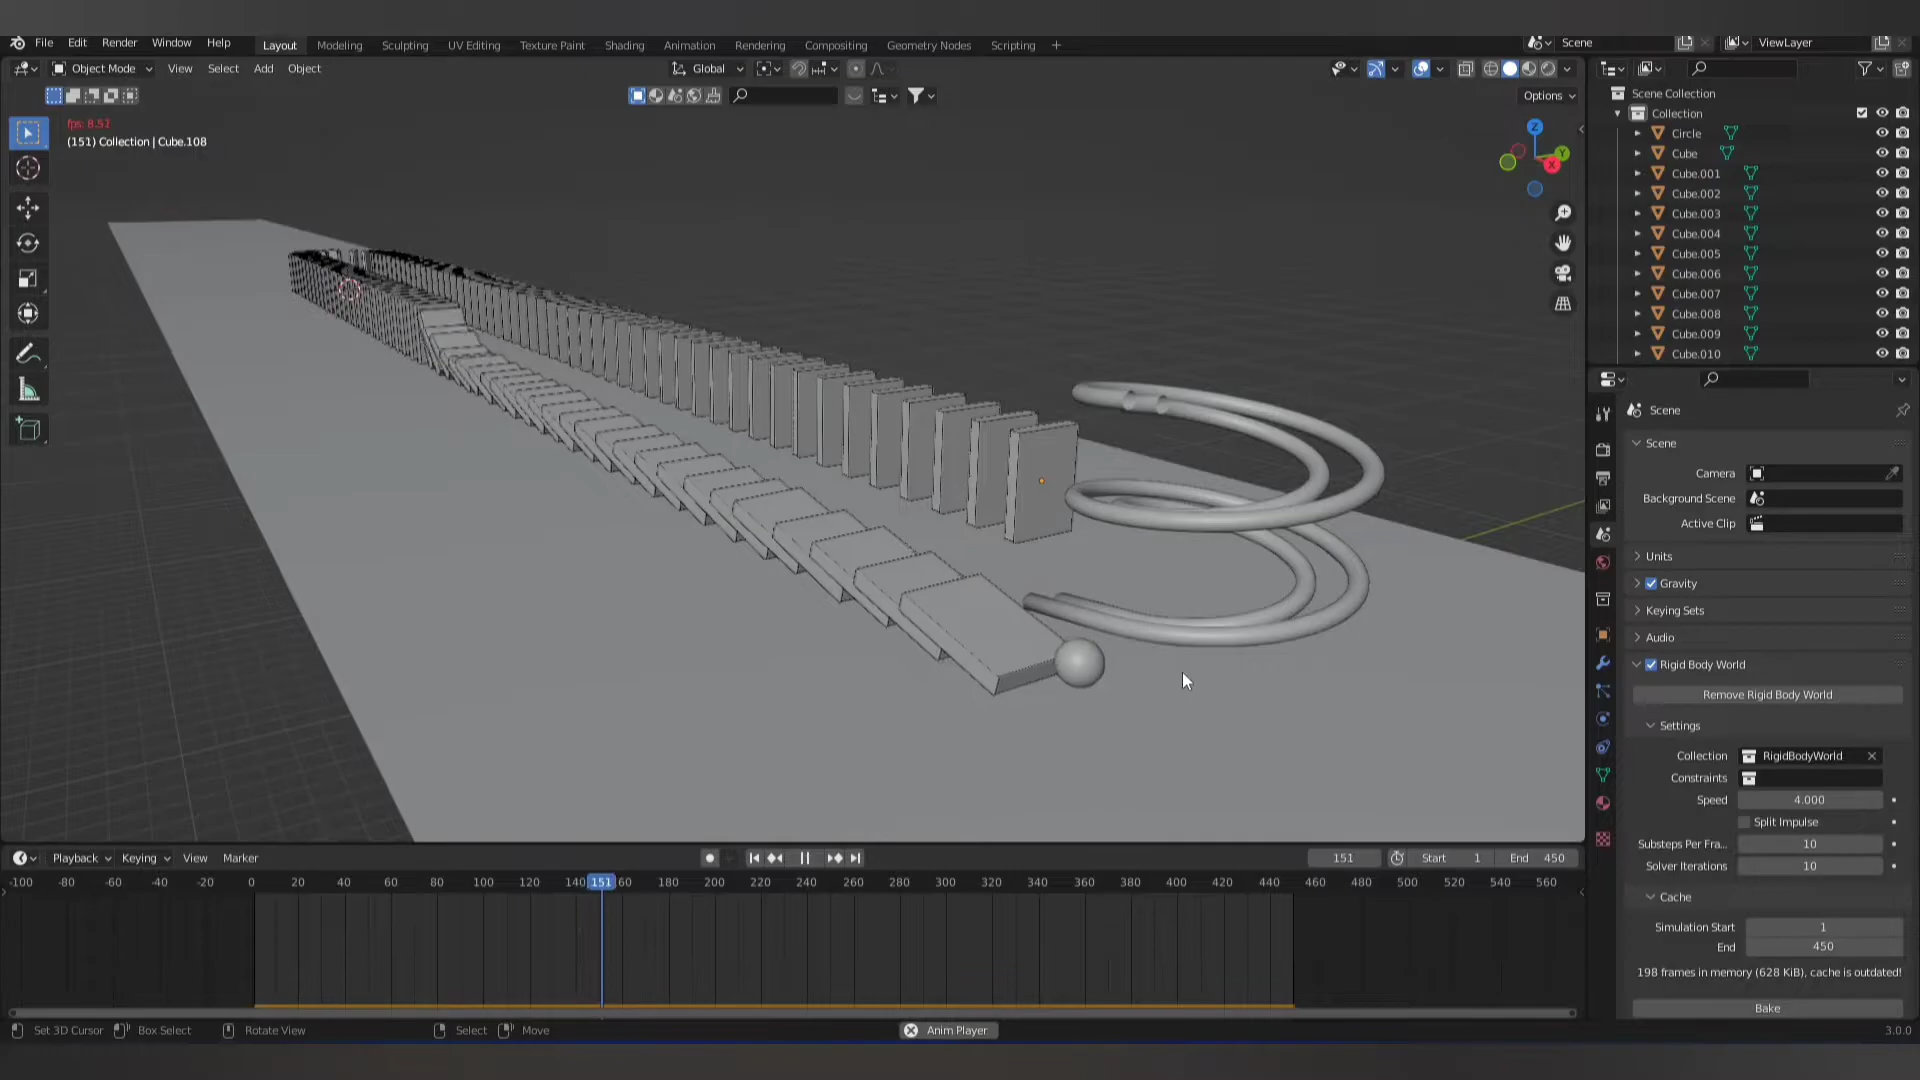 File Edit Render Window Help Layout Modeling Sculpting UV Editing Texture Paint Shading Animation Rendering Compositing Geometry Nodes Scripting + Scene ViewLayer
Object Mode View Select Add Object Global
Options
fps: 8.51
(151) Collection | Cube.108
Z
Y
X
Scene Collection
Collection
Circle
Cube
Cube.001
Cube.002
Cube.003
Cube.004
Cube.005
Cube.006
Cube.007
Cube.008
Cube.009
Cube.010
Scene
Scene
Camera
Background Scene
Active Clip
Units
Gravity
Keying Sets
Audio
Rigid Body World
Remove Rigid Body World
Settings
Collection RigidBodyWorld
Constraints
Speed 4.000
Split Impulse
Substeps Per Fra... 10
Solver Iterations 10
Cache
Simulation Start 1
End 450
198 frames in memory (628 KiB), cache is outdated!
Bake
Playback Keying View Marker 151 Start 1 End 450
-100 -80 -60 -40 -20 0 20 40 60 80 100 120 140 151 60 180 200 220 240 260 280 300 320 340 360 380 400 420 440 460 480 500 520 540 560
Set 3D Cursor Box Select Rotate View Select Move Anim Player 3.0.0